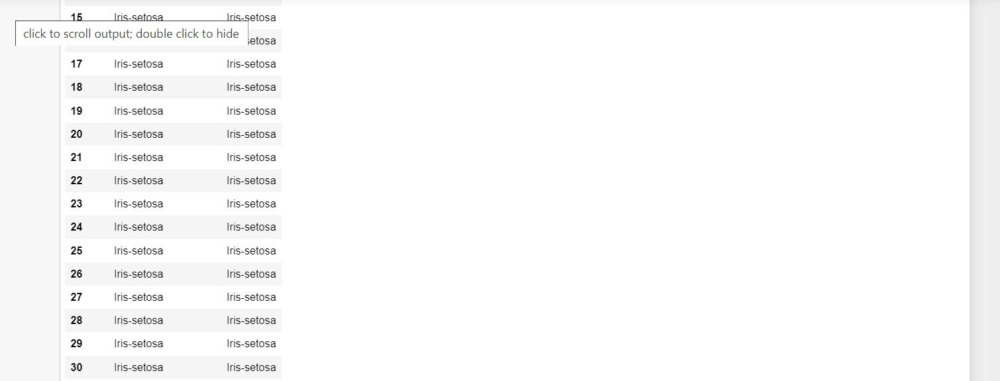 15 Iris-setosa Iris-setosa
click to scroll output; double click to hide
etosa
17 Iris-setosa Iris-setosa
18 Iris-setosa Iris-setosa
19 Iris-setosa Iris-setosa
20 Iris-setosa Iris-setosa
21 Iris-setosa Iris-setosa
22 Iris-setosa Iris-setosa
23 Iris-setosa Iris-setosa
24 Iris-setosa Iris-setosa
25 Iris-setosa Iris-setosa
26 Iris-setosa Iris-setosa
27 Iris-setosa Iris-setosa
28 Iris-setosa Iris-setosa
29 Iris-setosa Iris-setosa
30 Iris-setosa Iris-setosa